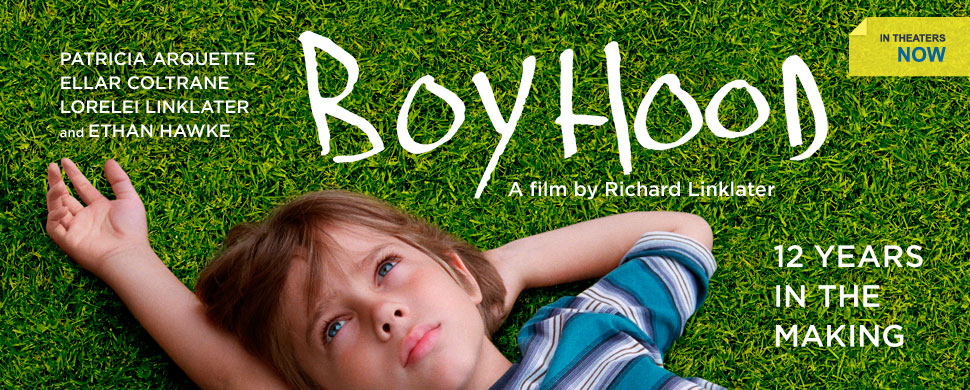 PATRICIA ARQUETTE
ELLAR COLTRANE
LORELEI LINKLATER
and ETHAN HAWKE
BOYHOOD
A film by Richard Linklater
IN THEATERS
NOW
12 YEARS
IN THE
MAKING